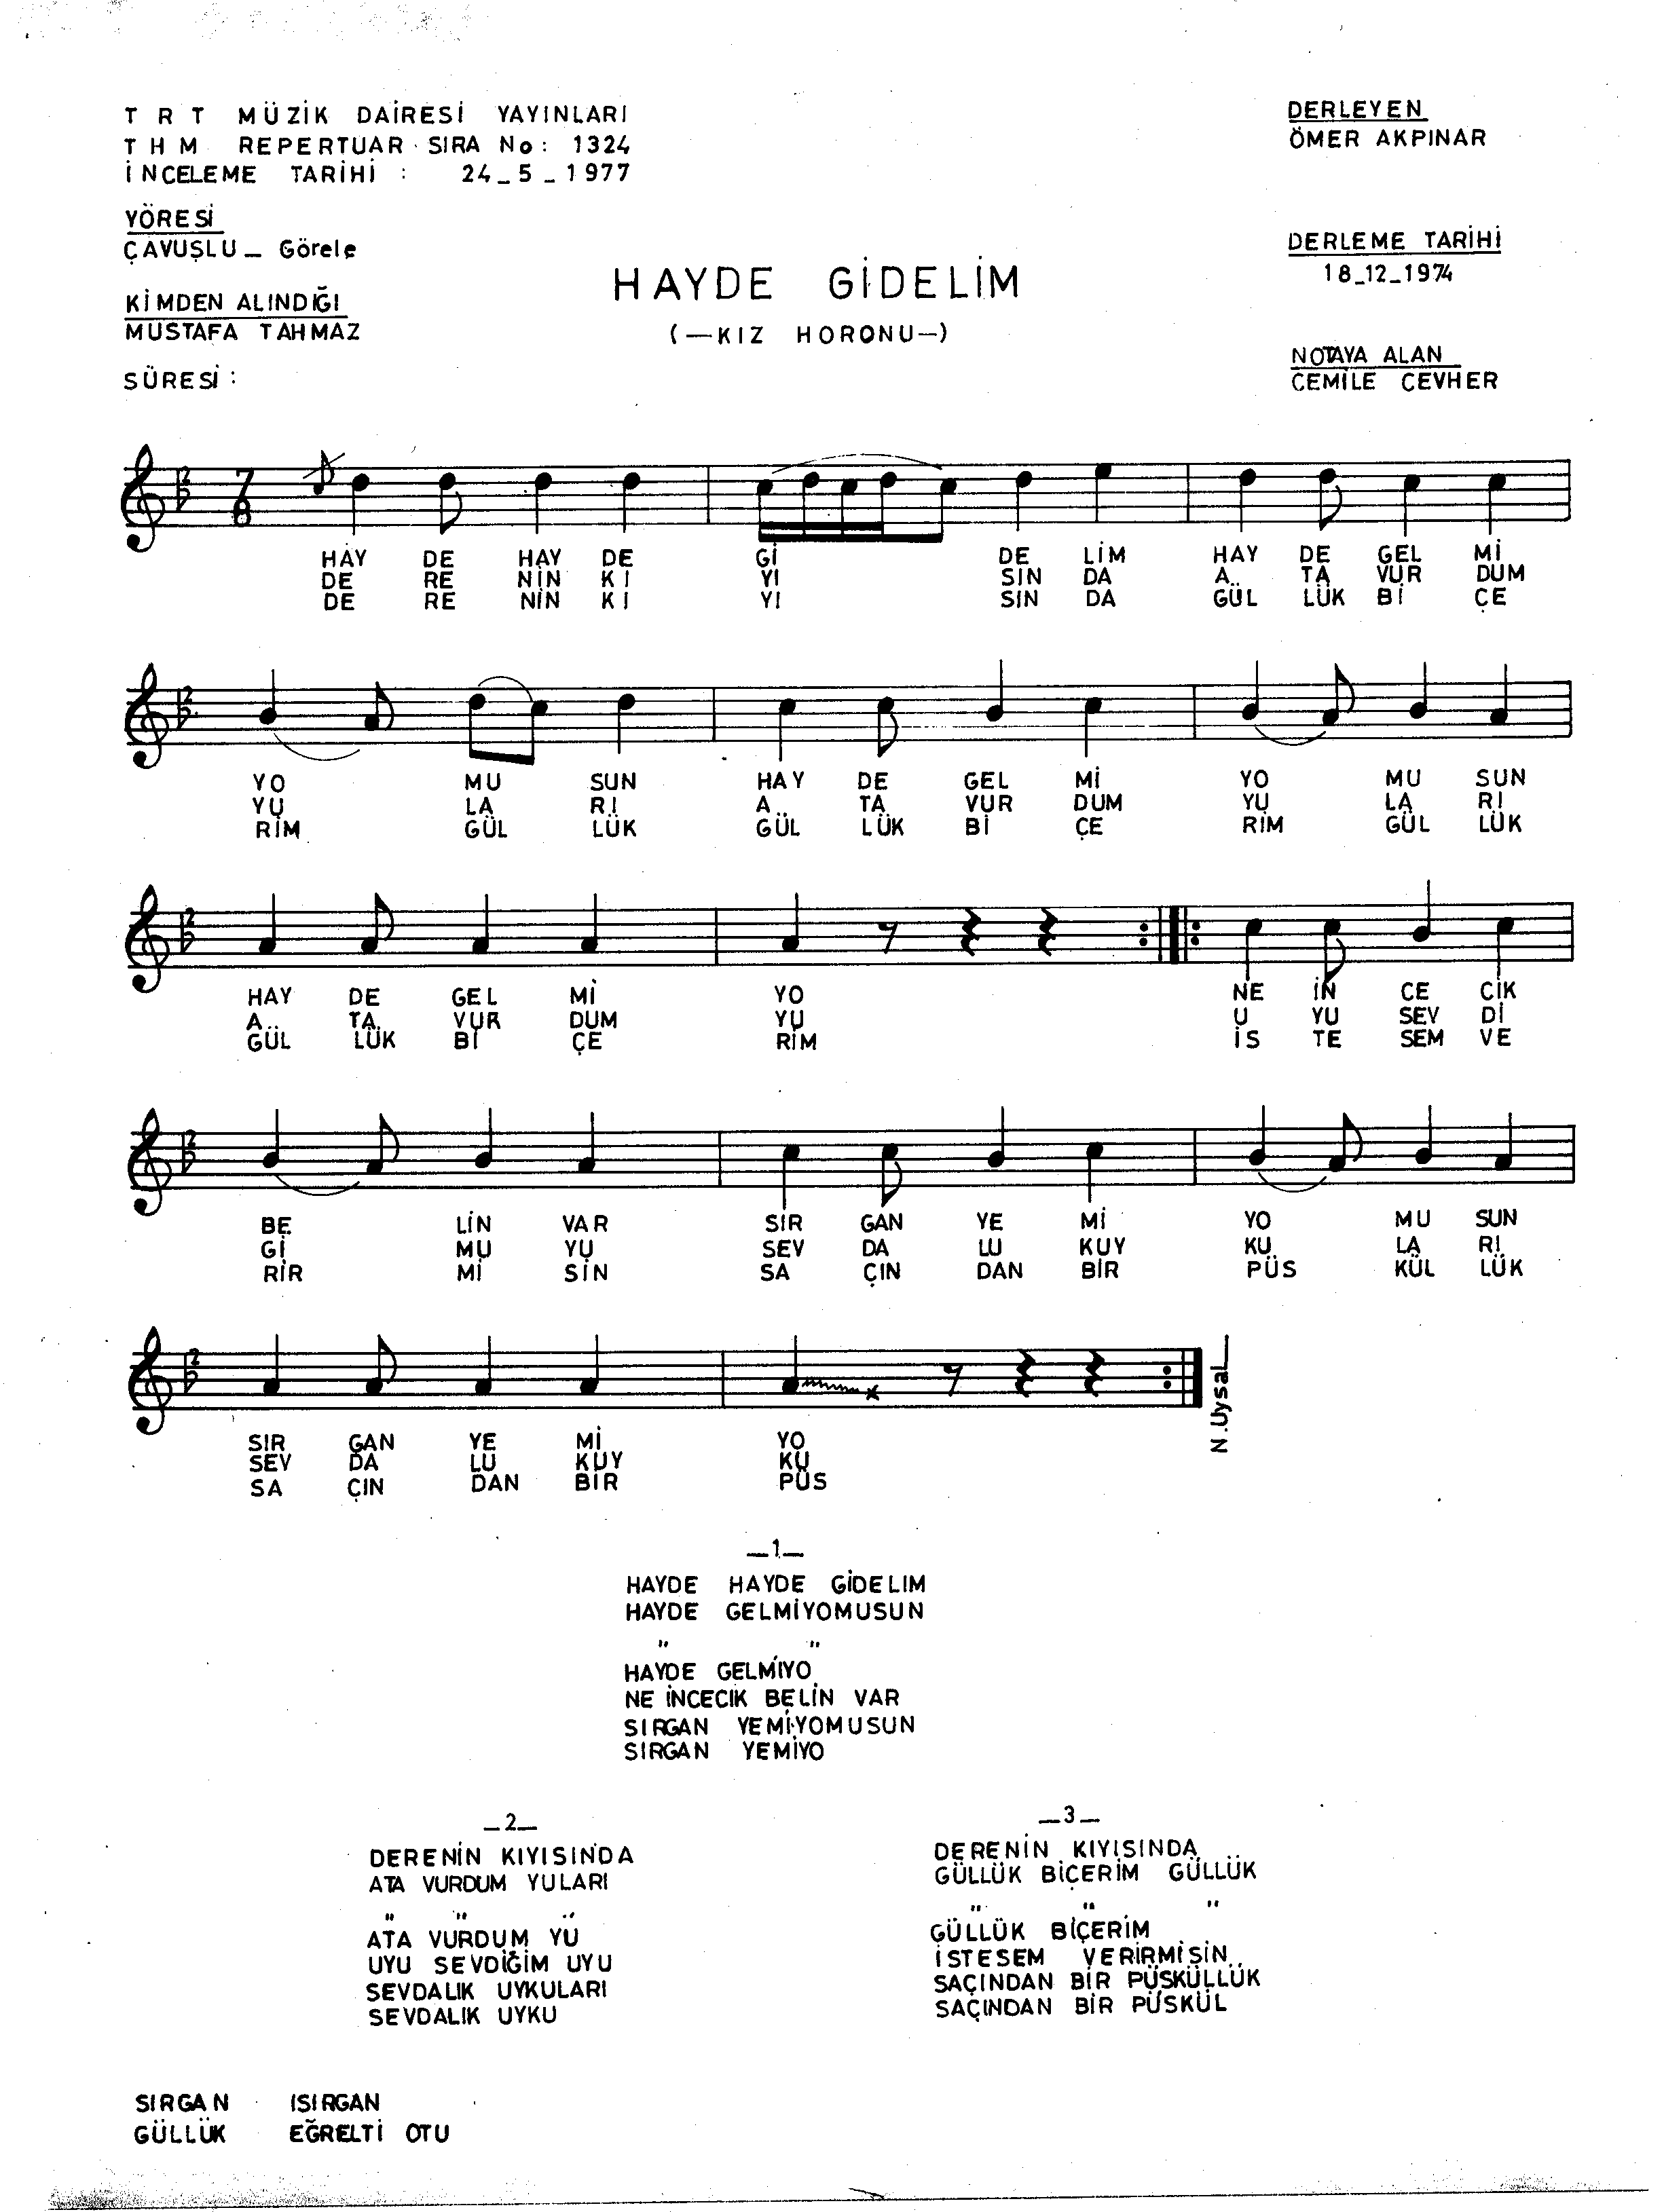 T R T MÜZİK DAİRESİ YAYINLARI
T H M REPERTUAR SIRA No: 1324
İNCELEME TARİHİ : 24_5_1977
DERLEYEN
ÖMER AKPINAR
YÖRESİ
ÇAVUŞLU_ Görele
DERLEME TARİHİ
18_12_1974
HAYDE GİDELİM
(—KIZ HORONU—)
KİMDEN ALINDIĞI
MUSTAFA TAHMAZ
NOTAYA ALAN
CEMİLE CEVHER
SÜRESİ :
7
8
HAY DE HAY DE Gİ DE LİM HAY DE GEL Mİ
DE RE NİN KI YI SIN DA A TA VUR DUM
DE RE NİN KI YI SIN DA GÜL LÜK Bİ ÇE
YO MU SUN HAY DE GEL Mİ YO MU SUN
YU LA RI A TA VUR DUM YU LA RI
RİM GÜL LÜK GÜL LÜK Bİ ÇE RİM GÜL LÜK
HAY DE GEL Mİ YO NE İN CE CİK
A TA VUR DUM YU U YU SEV Dİ
GÜL LÜK Bİ ÇE RİM İS TE SEM VE
BE LİN VAR SIR GAN YE Mİ YO MU SUN
Gİ MU YU SEV DA LU KUY KU LA RI
RİR Mİ SİN SA ÇIN DAN BİR PÜS KÜL LÜK
SIR GAN YE Mİ YO
SEV DA LU KUY KU
SA ÇIN DAN BİR PÜS
N.Uysal
_1_
HAYDE HAYDE GİDELIM
HAYDE GELMİYOMUSUN
" "
HAYDE GELMİYO
NE İNCECIK BELİN VAR
SIRGAN YEMİYOMUSUN
SIRGAN YEMİYO
_2_
DERENİN KIYISINDA
ATA VURDUM YULARI
" " "
ATA VURDUM YU
UYU SEVDİĞİM UYU
SEVDALIK UYKULARI
SEVDALIK UYKU
_3_
DERENİN KIYISINDA
GÜLLÜK BİÇERİM GÜLLÜK
" " "
GÜLLÜK BİÇERİM
İSTESEM VERİRMİSİN
SAÇINDAN BİR PÜSKÜLLÜK
SAÇINDAN BİR PÜSKÜL
SIRGAN ISIRGAN
GÜLLÜK EĞRELTİ OTU